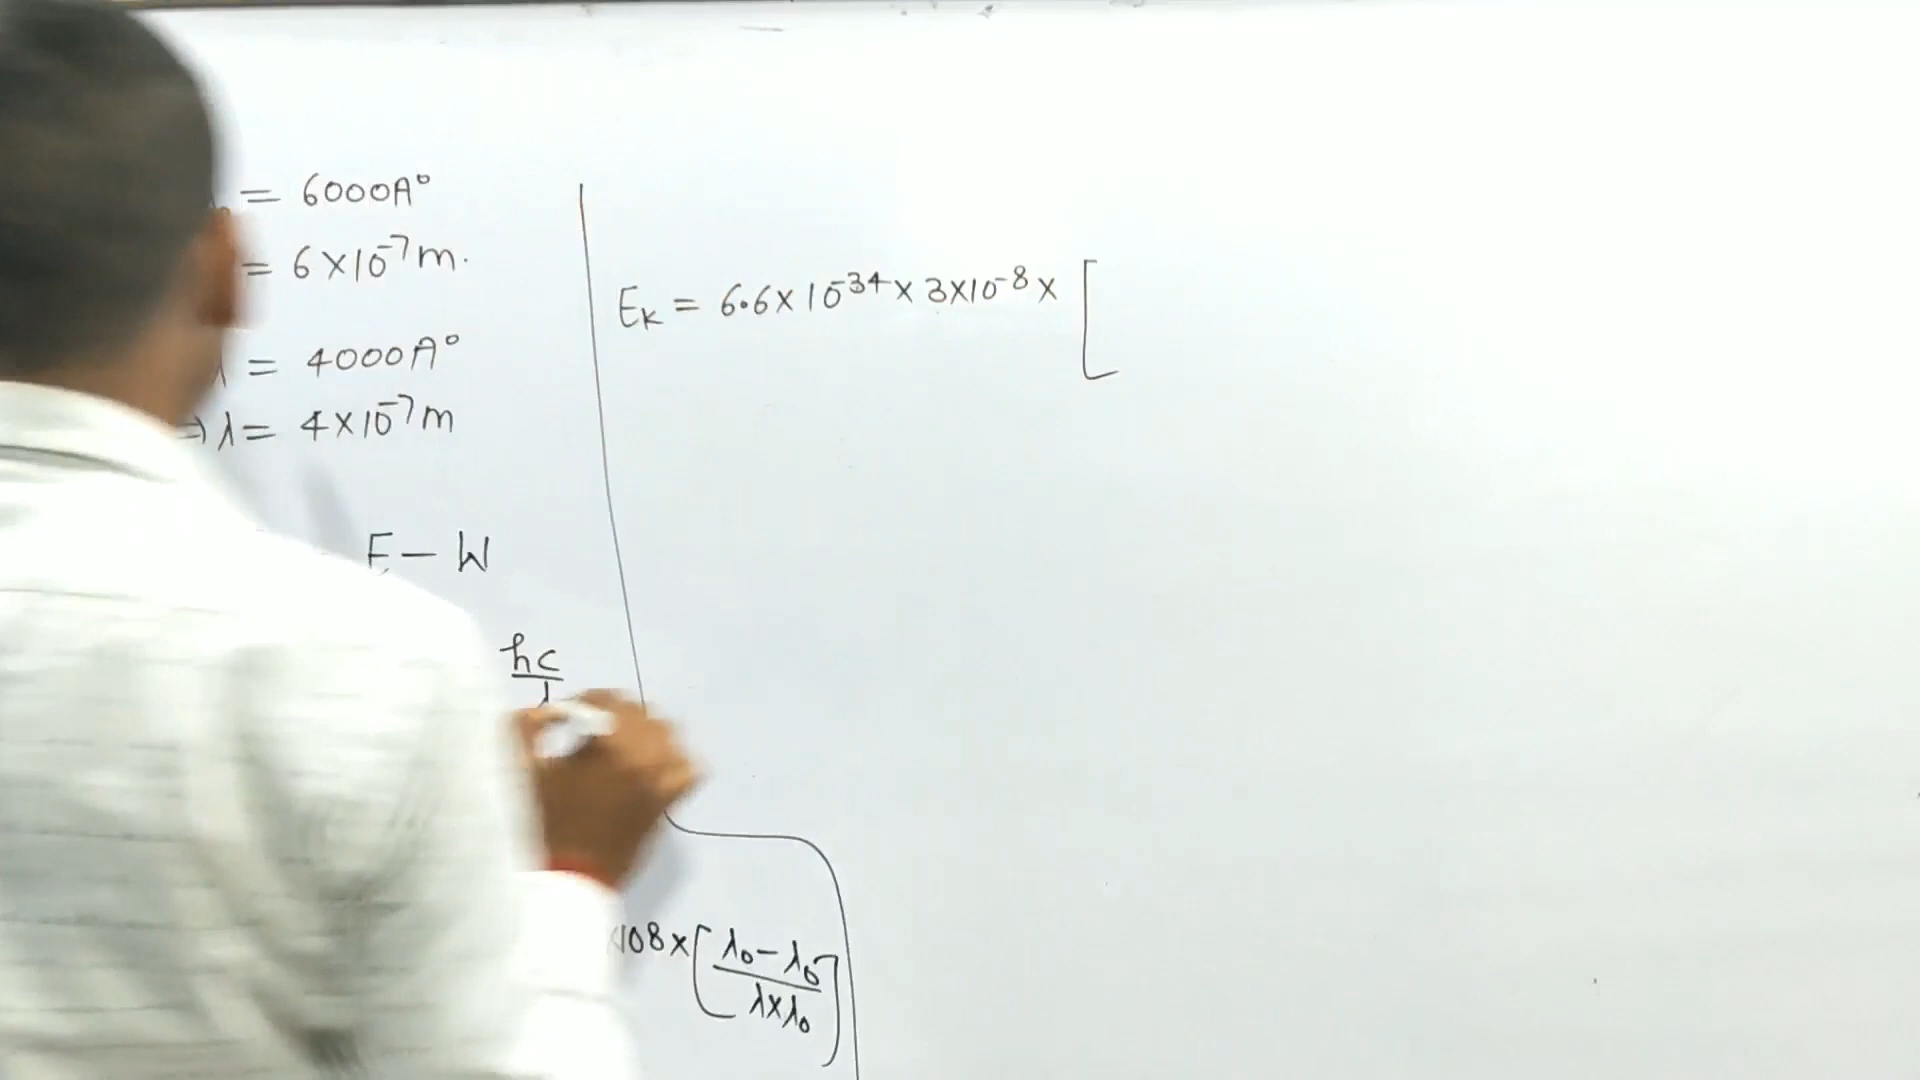 = 6000A°
= 6×10⁻⁷m.
λ = 4000A°
⇒λ= 4×10⁻⁷m
E – W
hc
λ
×108×[λ₀–λ₀
λ×λ₀]
Eₖ = 6.6×10⁻³⁴× 3×10⁻⁸× [